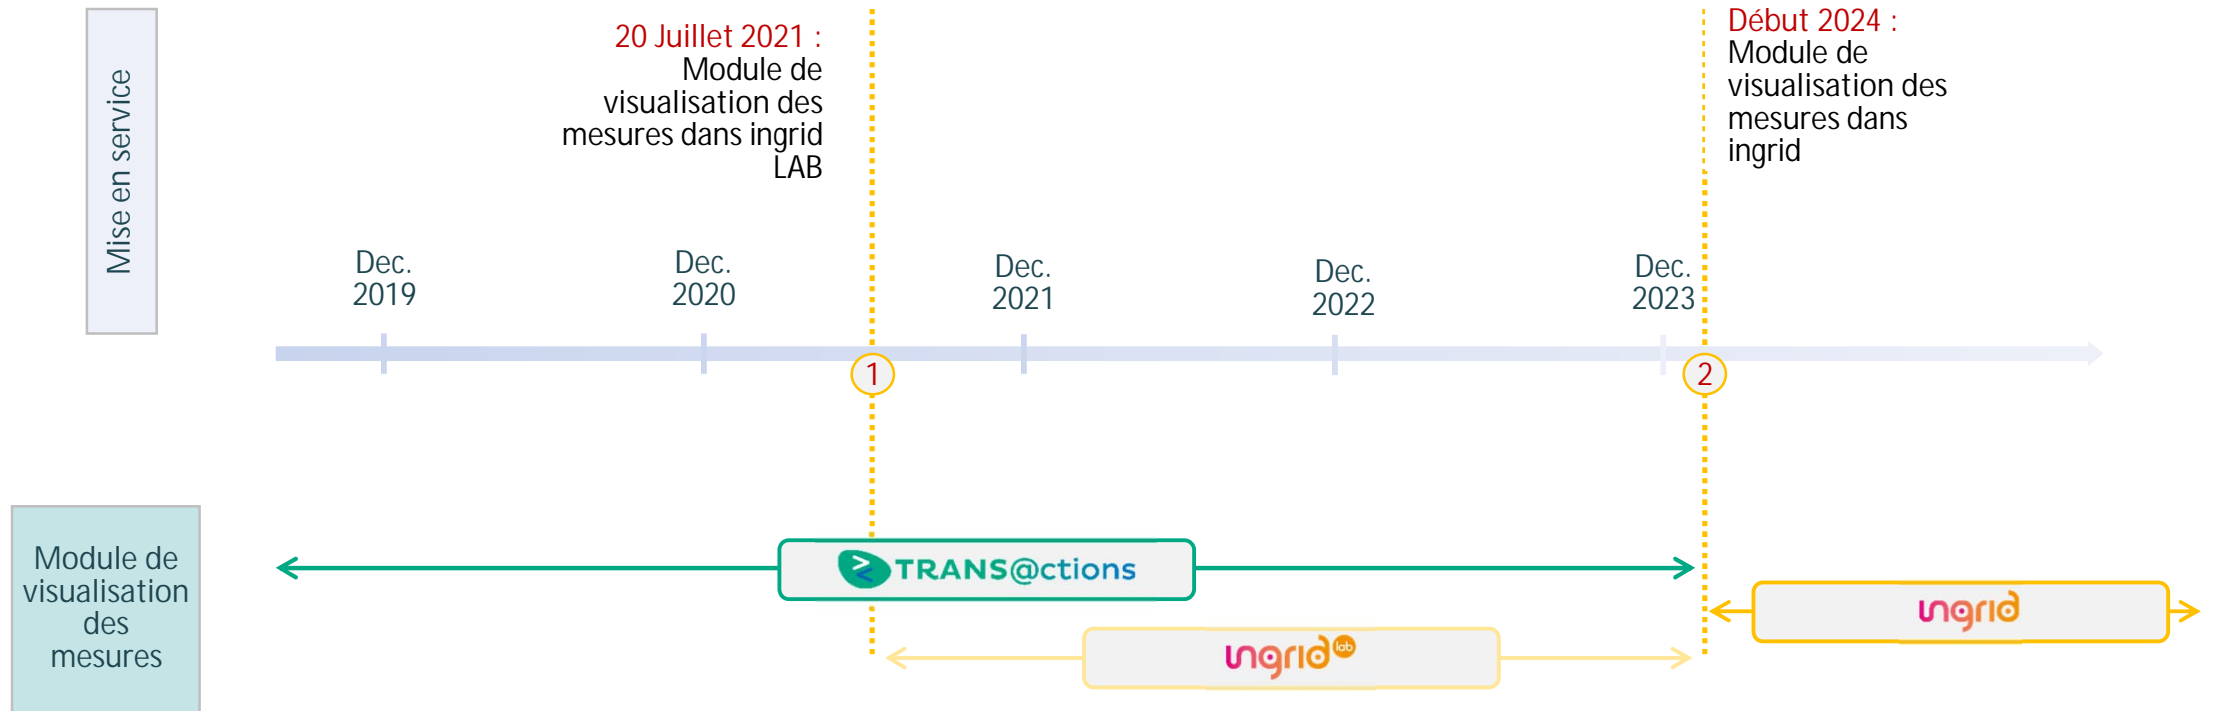 Mise en service
20 Juillet 2021 :
Module de
visualisation des
mesures dans ingrid
LAB
Début 2024 :
Module de
visualisation des
mesures dans
ingrid
Dec.
2019
Dec.
2020
Dec.
2021
Dec.
2022
Dec.
2023
1
2
Module de
visualisation
des
mesures
TRANS@ctions
ingrid lab
ingrid